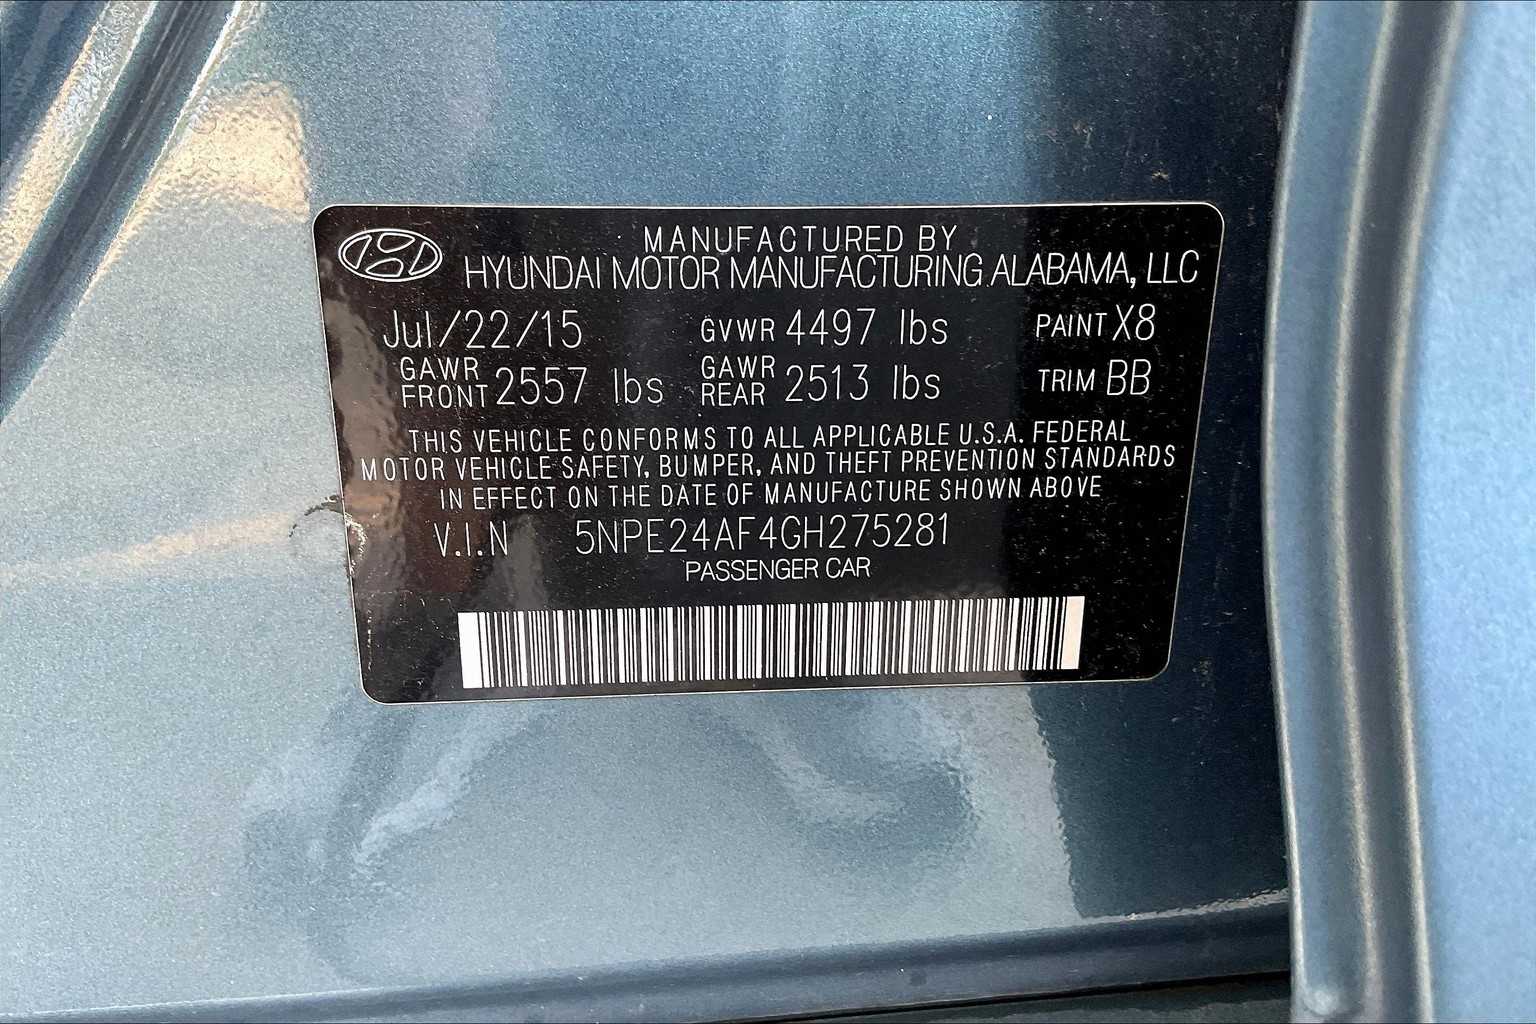 MANUFACTURED BY
HYUNDAI MOTOR MANUFACTURING ALABAMA, LLC
Jul/22/15 GVWR 4497 lbs PAINT X8
GAWR FRONT 2557 lbs GAWR REAR 2513 lbs TRIM BB
THIS VEHICLE CONFORMS TO ALL APPLICABLE U.S.A. FEDERAL
MOTOR VEHICLE SAFETY, BUMPER, AND THEFT PREVENTION STANDARDS
IN EFFECT ON THE DATE OF MANUFACTURE SHOWN ABOVE
V.I.N 5NPE24AF4GH275281
PASSENGER CAR